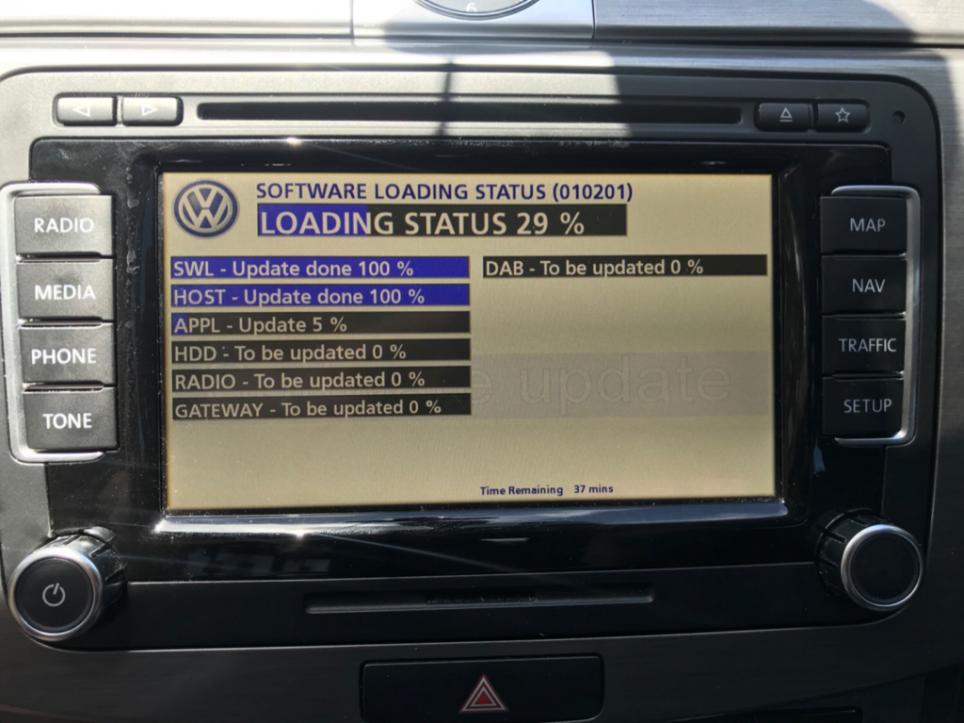 6
RADIO
MEDIA
PHONE
TONE
SOFTWARE LOADING STATUS (010201)
LOADING STATUS 29 %
SWL - Update done 100 %
HOST - Update done 100 %
APPL - Update 5 %
HDD - To be updated 0 %
RADIO - To be updated 0 %
GATEWAY - To be updated 0 %
DAB - To be updated 0 %
update
Time Remaining 37 mins
MAP
NAV
TRAFFIC
SETUP